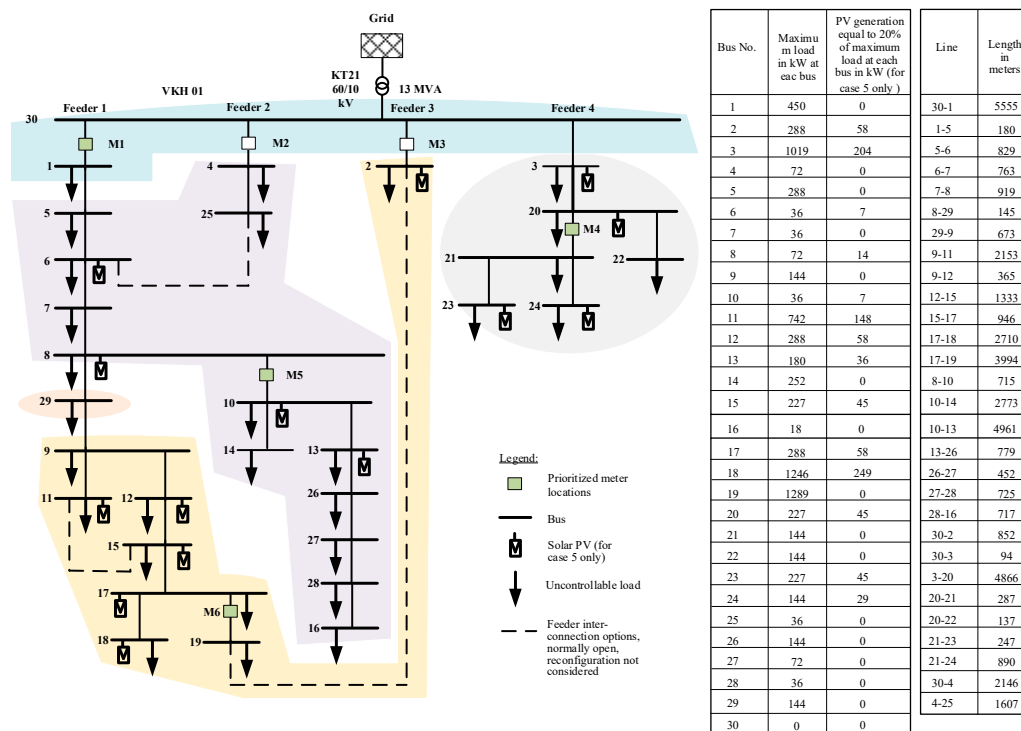 Grid
KT21
60/10
kV
13 MVA
VKH 01
Feeder 1
Feeder 2
Feeder 3
Feeder 4
30
M1
M2
M3
1
4
2
3
5
25
20
M4
6
21
22
7
23
24
8
M5
29
10
9
14
13
11
12
26
15
27
17
M6
28
18
19
16
Legend:
Prioritized meter
locations
Bus
Solar PV (for
case 5 only)
Uncontrollable load
Feeder inter-
connection options,
normally open,
reconfiguration not
considered
Bus No.
Maximu
m load
in kW at
eac bus
PV generation
equal to 20%
of maximum
load at each
bus in kW (for
case 5 only )
1 450 0
2 288 58
3 1019 204
4 72 0
5 288 0
6 36 7
7 36 0
8 72 14
9 144 0
10 36 7
11 742 148
12 288 58
13 180 36
14 252 0
15 227 45
16 18 0
17 288 58
18 1246 249
19 1289 0
20 227 45
21 144 0
22 144 0
23 227 45
24 144 29
25 36 0
26 144 0
27 72 0
28 36 0
29 144 0
30 0 0
Line
Length
in
meters
30-1 5555
1-5 180
5-6 829
6-7 763
7-8 919
8-29 145
29-9 673
9-11 2153
9-12 365
12-15 1333
15-17 946
17-18 2710
17-19 3994
8-10 715
10-14 2773
10-13 4961
13-26 779
26-27 452
27-28 725
28-16 717
30-2 852
30-3 94
3-20 4866
20-21 287
20-22 137
21-23 247
21-24 890
30-4 2146
4-25 1607